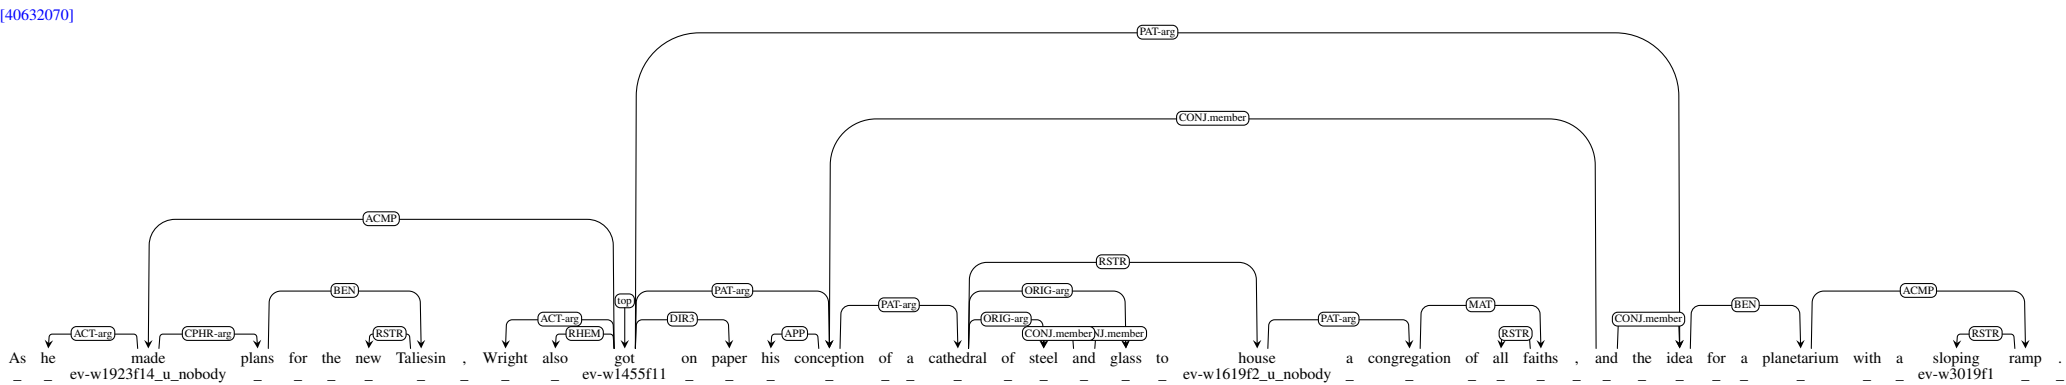 [40632070]
PAT-arg
CONJ.member
ACMP
RSTR
BEN PAT-arg ORIG-arg BEN ACMP
top
PAT-arg MAT
ACT-arg DIR3 ORIG-arg PAT-arg CONJ.member
ACT-arg CPHR-arg RSTR RHEM APP CONJ.member NJ.member RSTR RSTR
As he made plans for the new Taliesin , Wright also got on paper his conception of a cathedral of steel and glass to house a congregation of all faiths , and the idea for a planetarium with a sloping ramp .
_ _ ev-w1923f14_u_nobody _ _ _ _ _ _ _ _ ev-w1455f11 _ _ _ _ _ _ _ _ _ _ _ _ ev-w1619f2_u_nobody _ _ _ _ _ _ _ _ _ _ _ _ _ _ ev-w3019f1 _ _